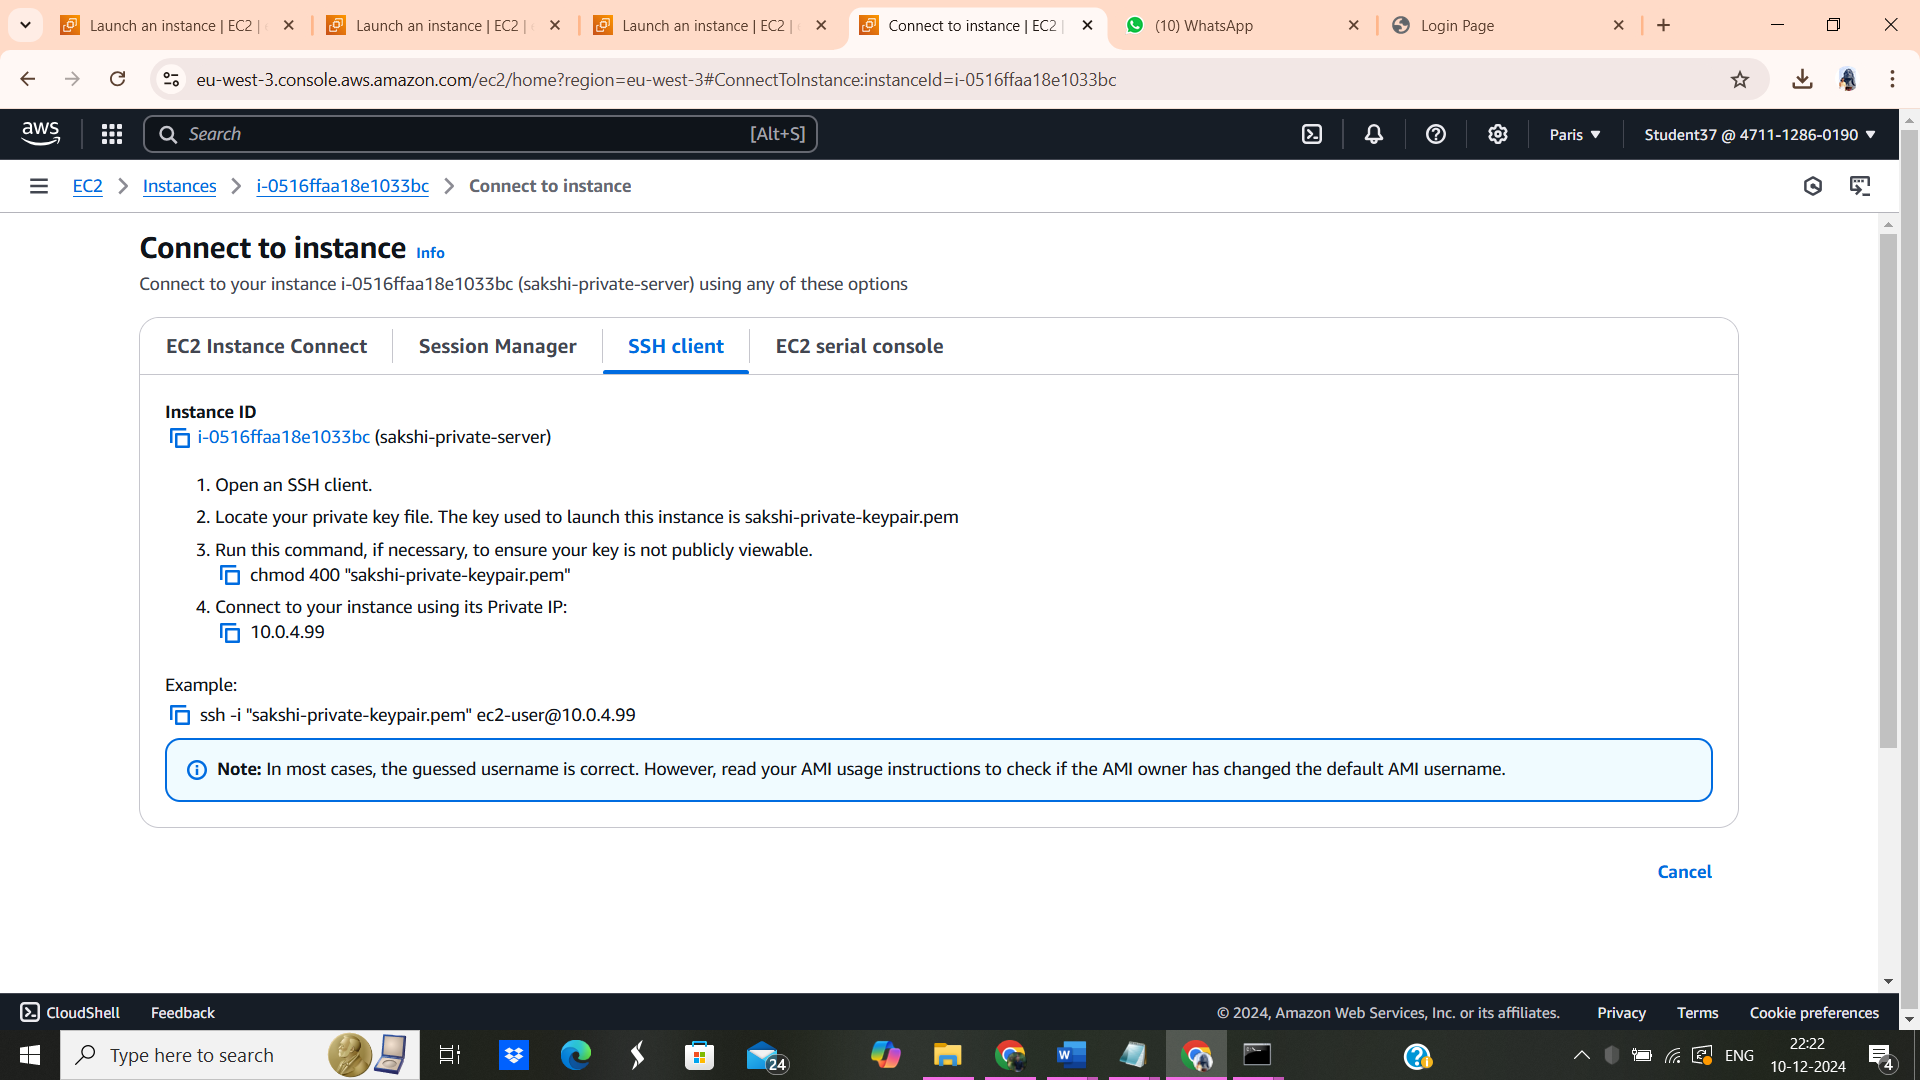 Launch an instance | EC2 |
Launch an instance | EC2 |
Launch an instance | EC2 |
Connect to instance | EC2 |
(10) WhatsApp
Login Page
eu-west-3.console.aws.amazon.com/ec2/home?region=eu-west-3#ConnectToInstance:instanceId=i-0516ffaa18e1033bc
aws
Search
[Alt+S]
Paris
Student37 @ 4711-1286-0190
EC2
Instances
i-0516ffaa18e1033bc
Connect to instance
Connect to instance Info
Connect to your instance i-0516ffaa18e1033bc (sakshi-private-server) using any of these options
EC2 Instance Connect
Session Manager
SSH client
EC2 serial console
Instance ID
i-0516ffaa18e1033bc (sakshi-private-server)
1. Open an SSH client.
2. Locate your private key file. The key used to launch this instance is sakshi-private-keypair.pem
3. Run this command, if necessary, to ensure your key is not publicly viewable.
chmod 400 "sakshi-private-keypair.pem"
4. Connect to your instance using its Private IP:
10.0.4.99
Example:
ssh -i "sakshi-private-keypair.pem" ec2-user@10.0.4.99
Note: In most cases, the guessed username is correct. However, read your AMI usage instructions to check if the AMI owner has changed the default AMI username.
Cancel
CloudShell
Feedback
© 2024, Amazon Web Services, Inc. or its affiliates.
Privacy
Terms
Cookie preferences
Type here to search
24
ENG
22:22
10-12-2024
4